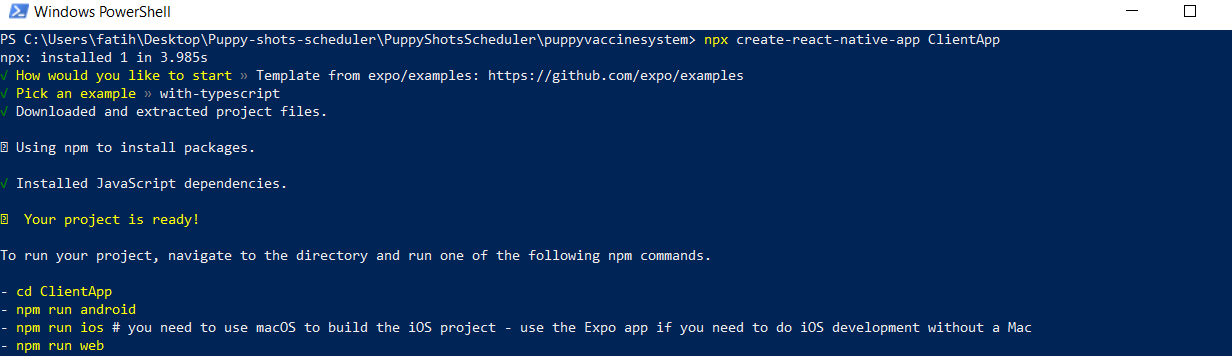 Windows PowerShell
PS C:\Users\fatih\Desktop\Puppy-shots-scheduler\PuppyShotsScheduler\puppyvaccinesystem> npx create-react-native-app ClientApp
npx: installed 1 in 3.985s
√ How would you like to start » Template from expo/examples: https://github.com/expo/examples
√ Pick an example » with-typescript
√ Downloaded and extracted project files.
Using npm to install packages.
√ Installed JavaScript dependencies.
Your project is ready!
To run your project, navigate to the directory and run one of the following npm commands.
- cd ClientApp
- npm run android
- npm run ios # you need to use macOS to build the iOS project - use the Expo app if you need to do iOS development without a Mac
- npm run web